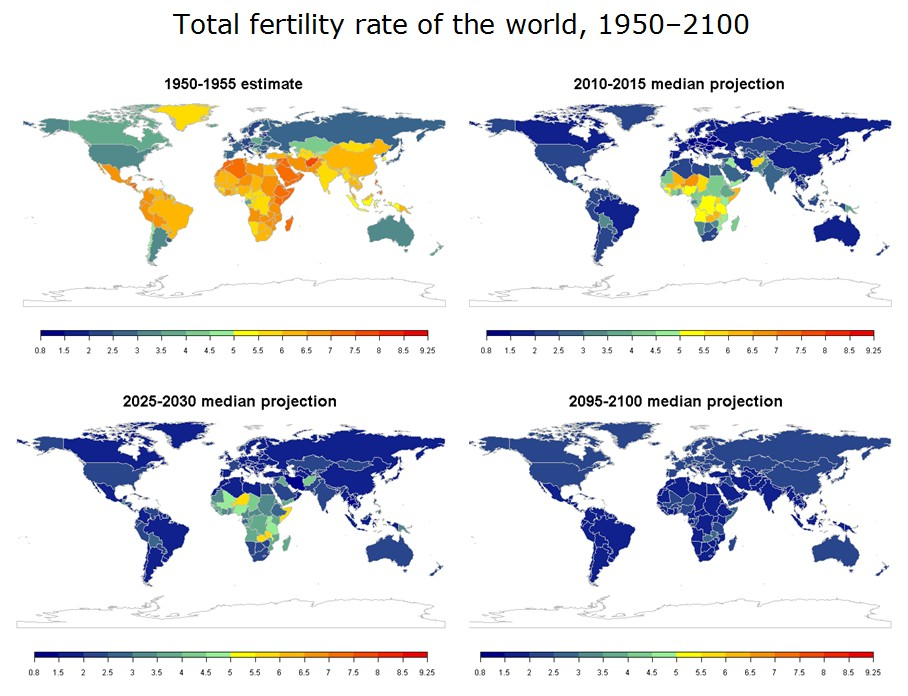 Total fertility rate of the world, 1950–2100
1950-1955 estimate
0.8 1.5 2 2.5 3 3.5 4 4.5 5 5.5 6 6.5 7 7.5 8 8.5 9.25
2010-2015 median projection
0.8 1.5 2 2.5 3 3.5 4 4.5 5 5.5 6 6.5 7 7.5 8 8.5 9.25
2025-2030 median projection
0.8 1.5 2 2.5 3 3.5 4 4.5 5 5.5 6 6.5 7 7.5 8 8.5 9.25
2095-2100 median projection
0.8 1.5 2 2.5 3 3.5 4 4.5 5 5.5 6 6.5 7 7.5 8 8.5 9.25